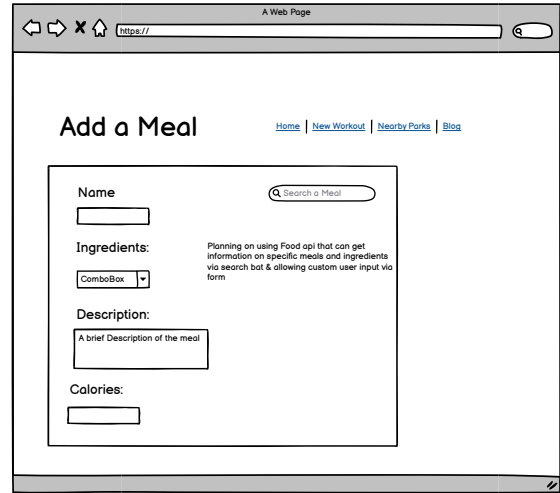 A Web Page
https://
Add a Meal
Home | New Workout | Nearby Parks | Blog
Name
Search a Meal
Ingredients:
Planning on using Food api that can get
information on specific meals and ingredients
via search bat & allowing custom user input via
form
ComboBox
Description:
A brief Description of the meal
Calories: